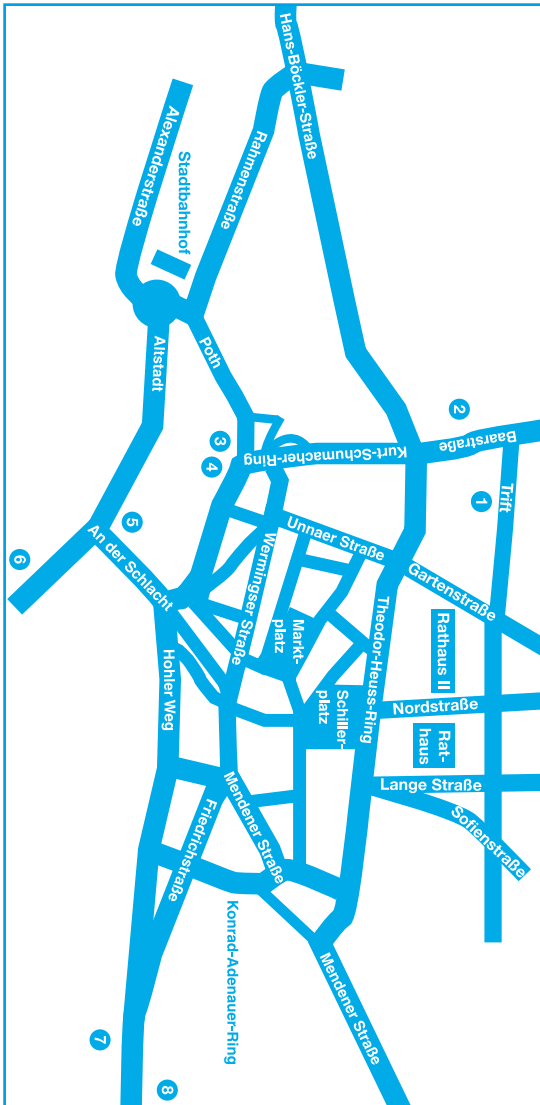 Hans-Böckler-Straße
Alexanderstraße
Stadtbahnhof
Rahmenstraße
Poth
Altstadt
2
Baarstraße
3
4
Kurt-Schumacher-Ring
1
Trift
5
6
An der Schlacht
Unnaer Straße
Wermingser Straße
Gartenstraße
Theodor-Heuss-Ring
Markt-
platz
Rathaus II
Hohler Weg
Schiller-
platz
Nordstraße
Rat-
haus
Lange Straße
Sofienstraße
Mendener Straße
Friedrichstraße
Konrad-Adenauer-Ring
Mendener Straße
7
8